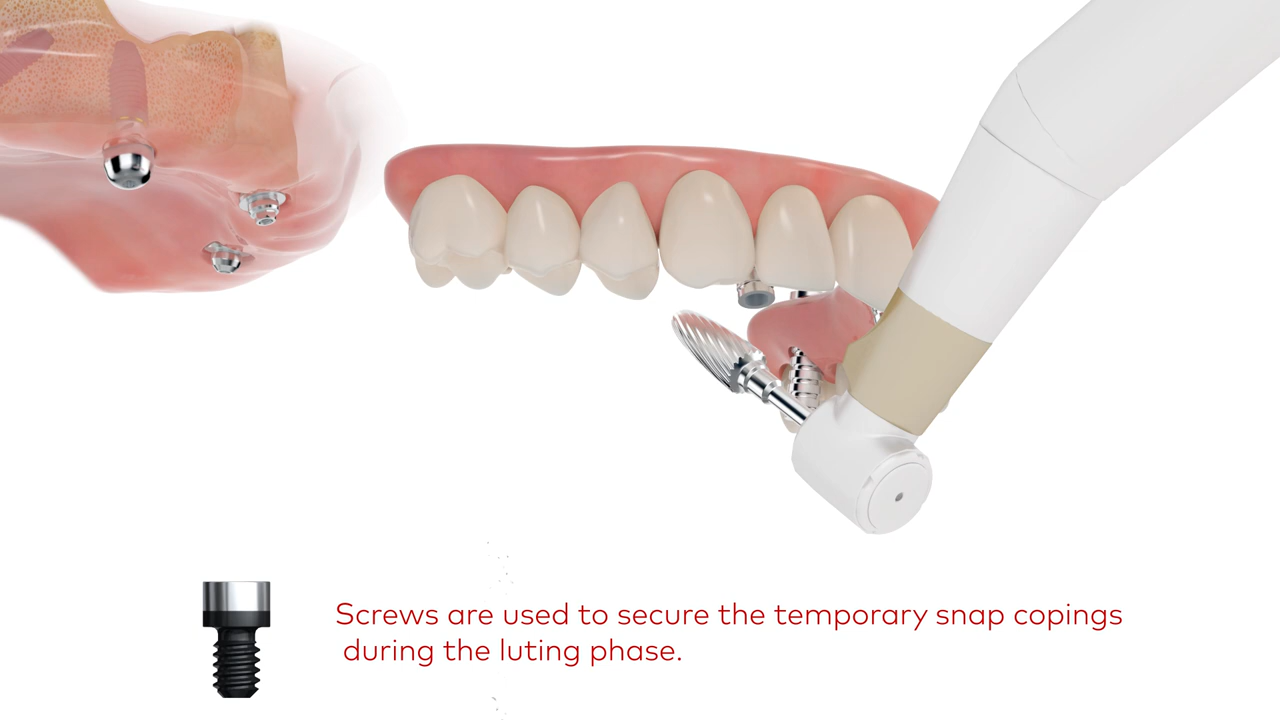 Screws are used to secure the temporary snap copings
during the luting phase.